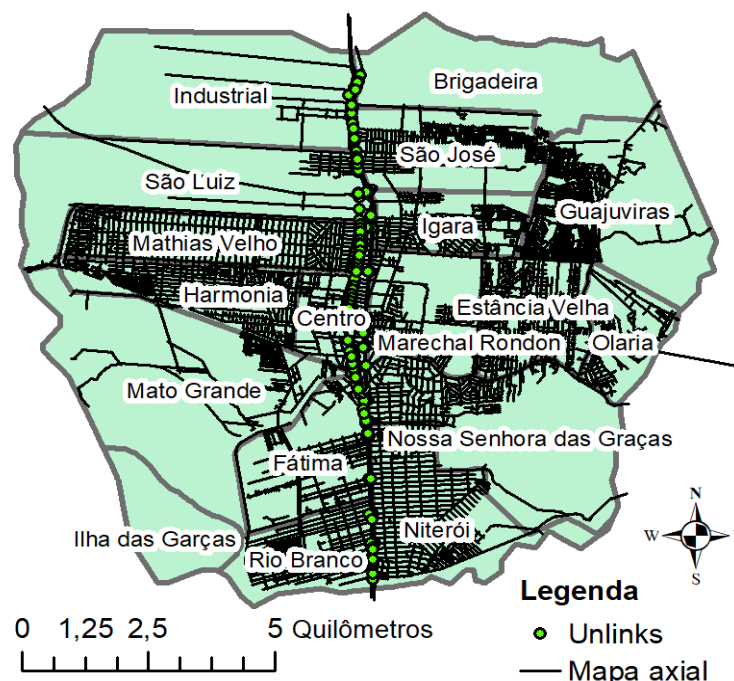 Brigadeira
Industrial
São José
São Luiz
Guajuviras
Igara
Mathias Velho
Harmonia
Estância Velha
Centro
Marechal Rondon
Olaria
Mato Grande
Nossa Senhora das Graças
Fátima
N
W
S
Niterói
Ilha das Garças
Rio Branco
Legenda
0 1,25 2,5 5 Quilômetros
Unlinks
Mapa axial